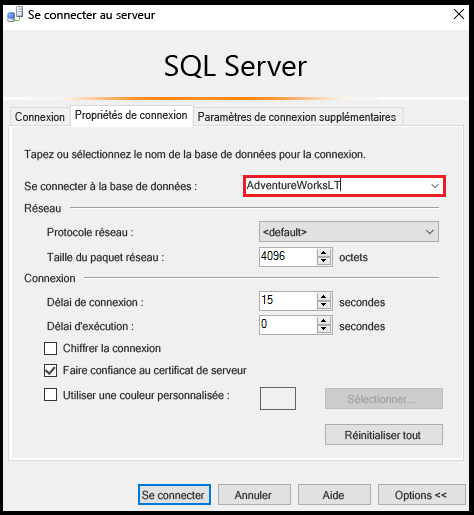 Se connecter au serveur
SQL Server
Connexion Propriétés de connexion Paramètres de connexion supplémentaires
Tapez ou sélectionnez le nom de la base de données pour la connexion.
Se connecter à la base de données : AdventureWorksLT
Réseau
Protocole réseau : <default>
Taille du paquet réseau : 4096 octets
Connexion
Délai de connexion : 15 secondes
Délai d'exécution : 0 secondes
Chiffrer la connexion
Faire confiance au certificat de serveur
Utiliser une couleur personnalisée : Sélectionner...
Réinitialiser tout
Se connecter Annuler Aide Options <<